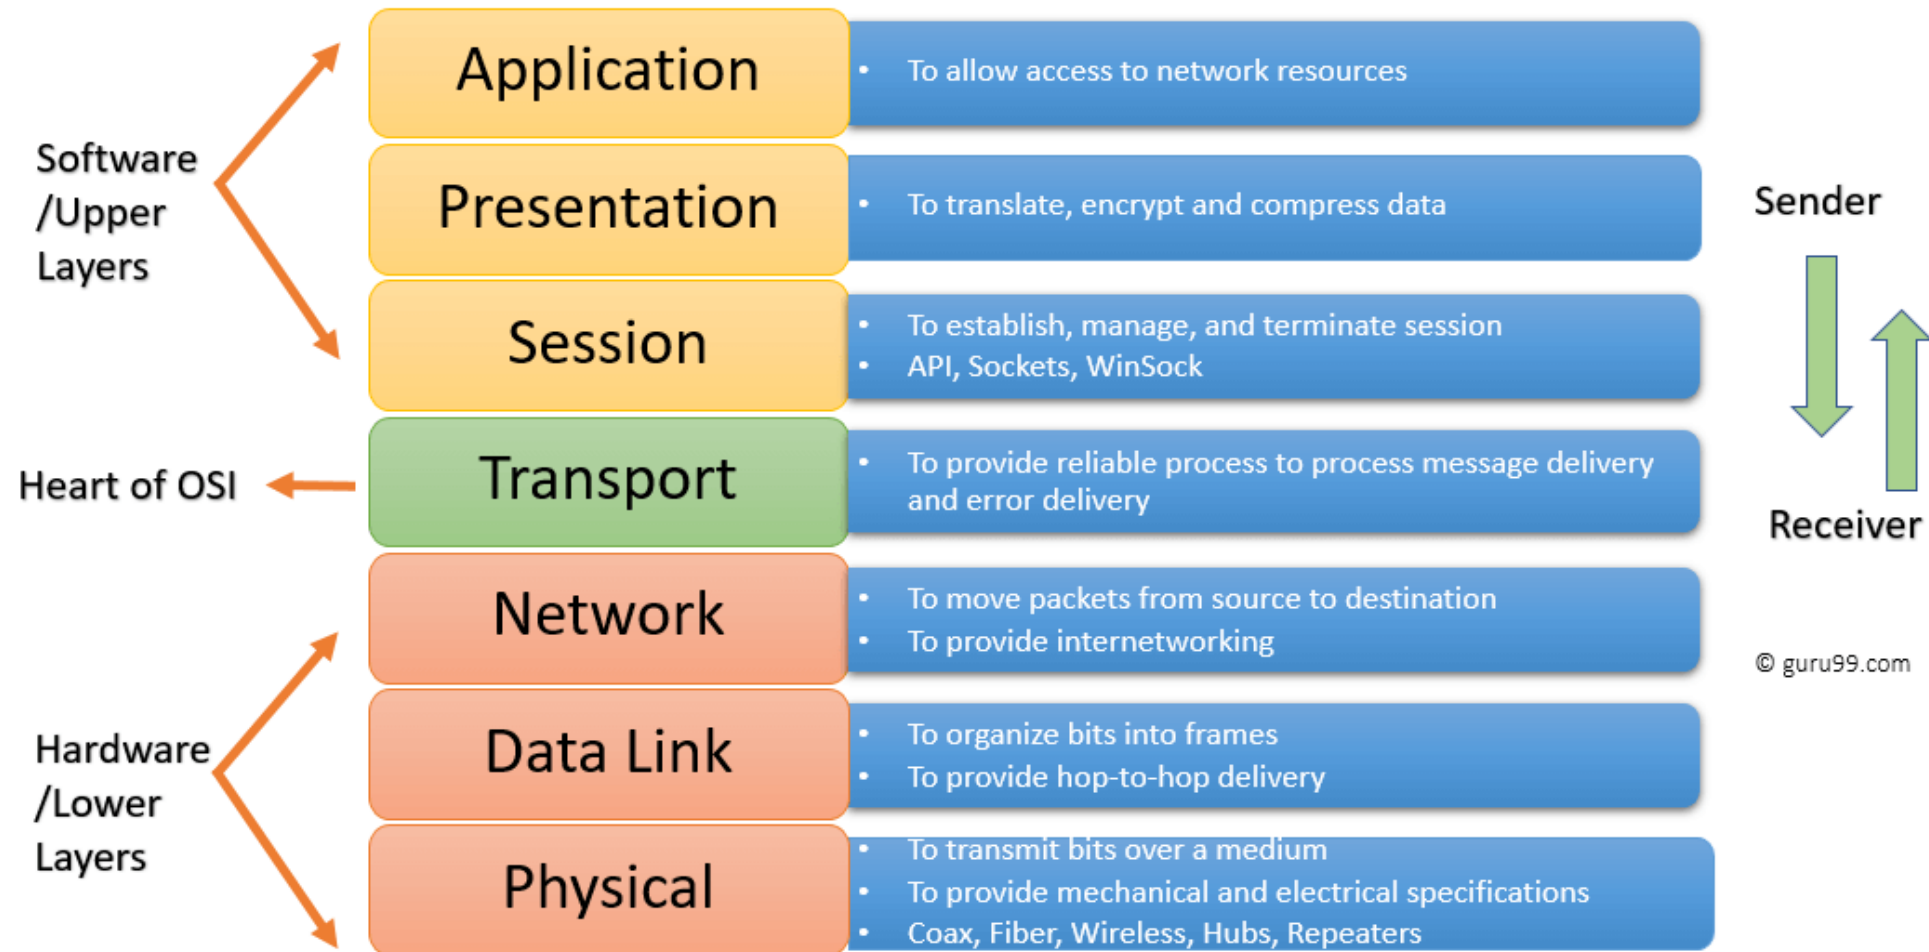 Application
• To allow access to network resources
Software
/Upper
Layers
Presentation
• To translate, encrypt and compress data
Sender
Session
• To establish, manage, and terminate session
• API, Sockets, WinSock
Heart of OSI
Transport
• To provide reliable process to process message delivery
and error delivery
Receiver
Network
• To move packets from source to destination
• To provide internetworking
© guru99.com
Hardware
/Lower
Layers
Data Link
• To organize bits into frames
• To provide hop-to-hop delivery
Physical
• To transmit bits over a medium
• To provide mechanical and electrical specifications
• Coax, Fiber, Wireless, Hubs, Repeaters